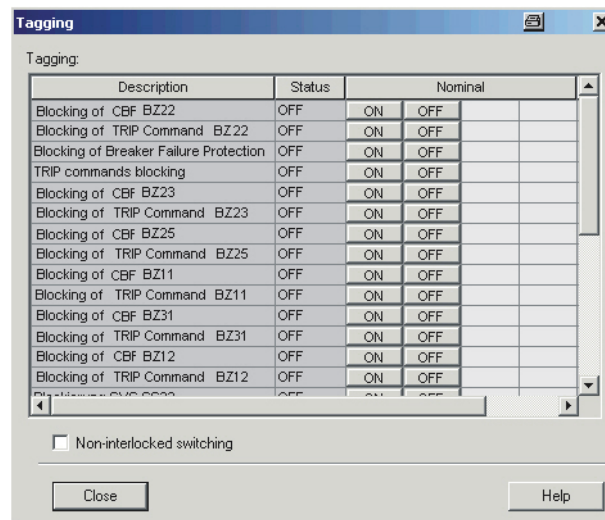 Tagging
Tagging:
Description Status Nominal
Blocking of CBF BZ22 OFF ON OFF
Blocking of TRIP Command BZ22 OFF ON OFF
Blocking of Breaker Failure Protection OFF ON OFF
TRIP commands blocking OFF ON OFF
Blocking of CBF BZ23 OFF ON OFF
Blocking of TRIP Command BZ23 OFF ON OFF
Blocking of CBF BZ25 OFF ON OFF
Blocking of TRIP Command BZ25 OFF ON OFF
Blocking of CBF BZ11 OFF ON OFF
Blocking of TRIP Command BZ11 OFF ON OFF
Blocking of CBF BZ31 OFF ON OFF
Blocking of TRIP Command BZ31 OFF ON OFF
Blocking of CBF BZ12 OFF ON OFF
Blocking of TRIP Command BZ12 OFF ON OFF
OFF ON OFF
Non-interlocked switching
Close Help